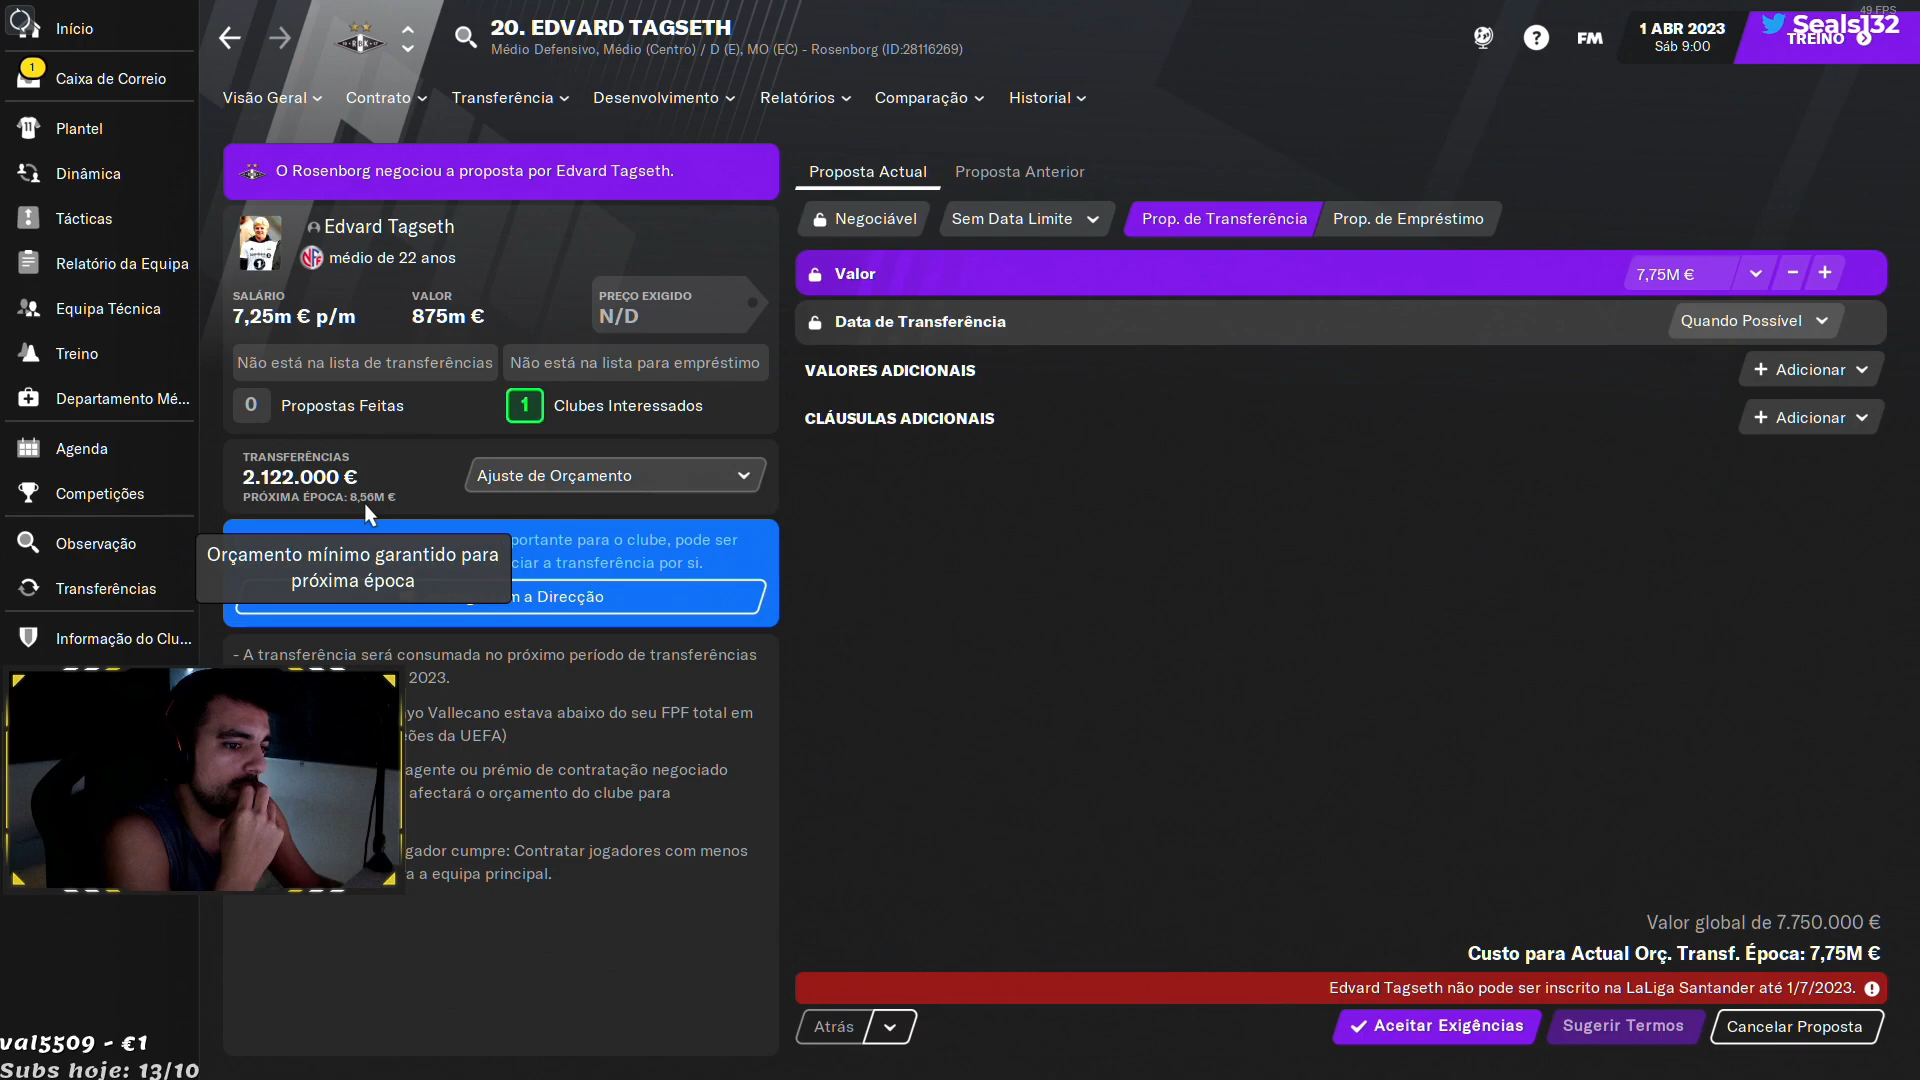 Início
1
Caixa de Correio
Plantel
Dinâmica
Tácticas
Relatório da Equipa
Equipa Técnica
Treino
Departamento Mé...
Agenda
Competições
Observação
Transferências
Informação do Clu...
20. EDVARD TAGSETH
Médio Defensivo, Médio (Centro) / D (E), MO (EC) - Rosenborg (ID:28116269)
FM
1 ABR 2023
Sáb 9:00
49 FPS
Seals132
TREINO
Visão Geral
Contrato
Transferência
Desenvolvimento
Relatórios
Comparação
Historial
O Rosenborg negociou a proposta por Edvard Tagseth.
Edvard Tagseth
médio de 22 anos
SALÁRIO
7,25m € p/m
VALOR
875m €
PREÇO EXIGIDO
N/D
Não está na lista de transferências
Não está na lista para empréstimo
0 Propostas Feitas
1 Clubes Interessados
TRANSFERÊNCIAS
2.122.000 €
PRÓXIMA ÉPOCA: 8,56M €
Ajuste de Orçamento
portante para o clube, pode ser
ciar a transferência por si.
m a Direcção
Orçamento mínimo garantido para
próxima época
- A transferência será consumada no próximo período de transferências
2023.
yo Vallecano estava abaixo do seu FPF total em
ões da UEFA)
agente ou prémio de contratação negociado
afectará o orçamento do clube para
gador cumpre: Contratar jogadores com menos
a a equipa principal.
Proposta Actual
Proposta Anterior
Negociável
Sem Data Limite
Prop. de Transferência
Prop. de Empréstimo
Valor
7,75M €
Data de Transferência
Quando Possível
VALORES ADICIONAIS
+ Adicionar
CLÁUSULAS ADICIONAIS
+ Adicionar
Valor global de 7.750.000 €
Custo para Actual Orç. Transf. Época: 7,75M €
Edvard Tagseth não pode ser inscrito na LaLiga Santander até 1/7/2023.
Atrás
Aceitar Exigências
Sugerir Termos
Cancelar Proposta
val5509 - €1
Subs hoje: 13/10